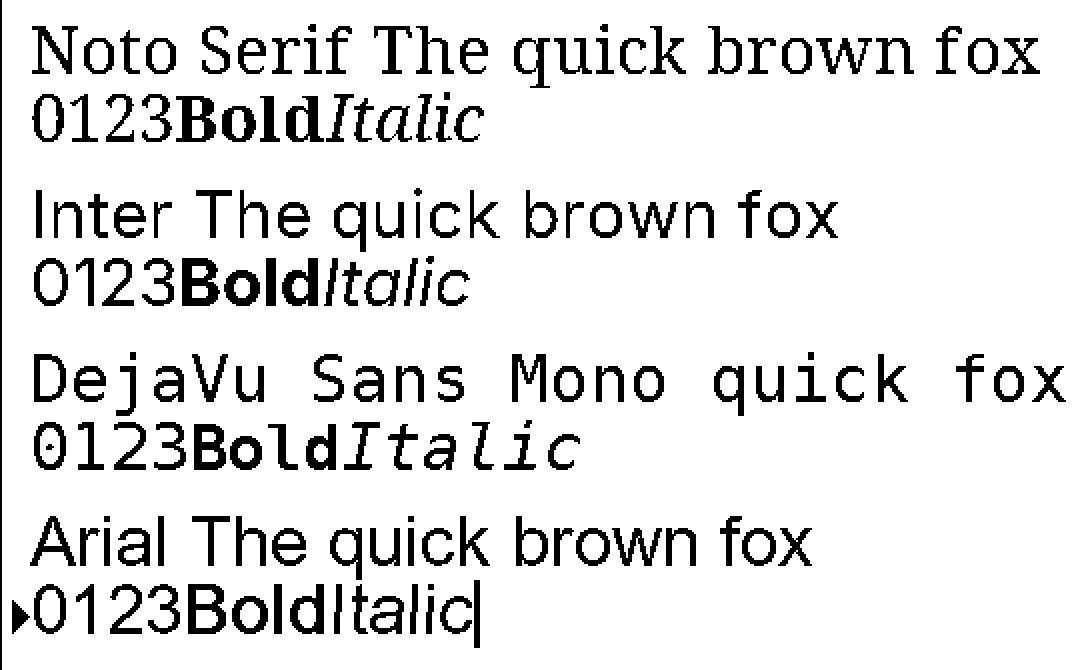 Noto Serif The quick brown fox
0123BoldItalic
Inter The quick brown fox
0123BoldItalic
DejaVu Sans Mono quick fox
0123BoldItalic
Arial The quick brown fox
0123BoldItalic